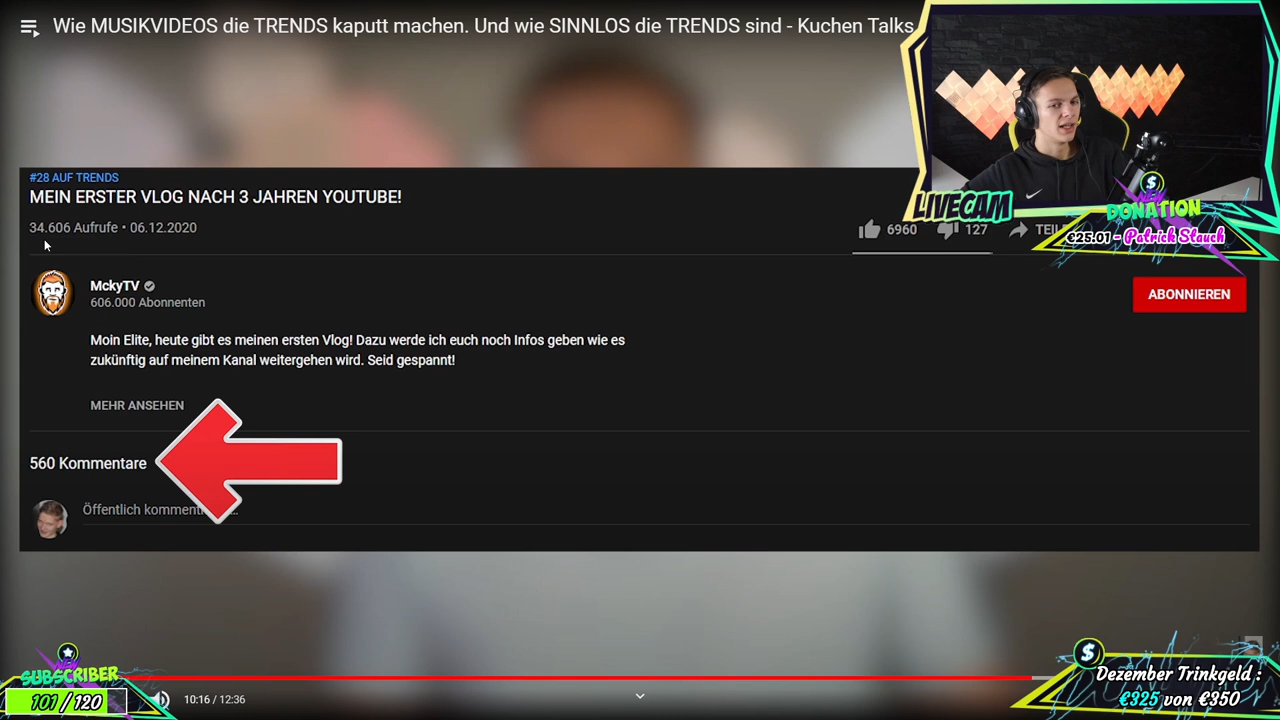 Wie MUSIKVIDEOS die TRENDS kaputt machen. Und wie SINNLOS die TRENDS sind - Kuchen Talks
#28 AUF TRENDS
MEIN ERSTER VLOG NACH 3 JAHREN YOUTUBE!
34.606 Aufrufe • 06.12.2020
6960
127
LIVECAM
NEW
DONATION
€25.01 - Patrick Stauch
McKyTV
606.000 Abonnenten
ABONNIEREN
Moin Elite, heute gibt es meinen ersten Vlog! Dazu werde ich euch noch Infos geben wie es
zukünftig auf meinem Kanal weitergehen wird. Seid gespannt!
MEHR ANSEHEN
560 Kommentare
Öffentlich
NEW
SUBSCRIBER
101 / 120
10:16 / 12:36
$
Dezember Trinkgeld :
€325 von €350